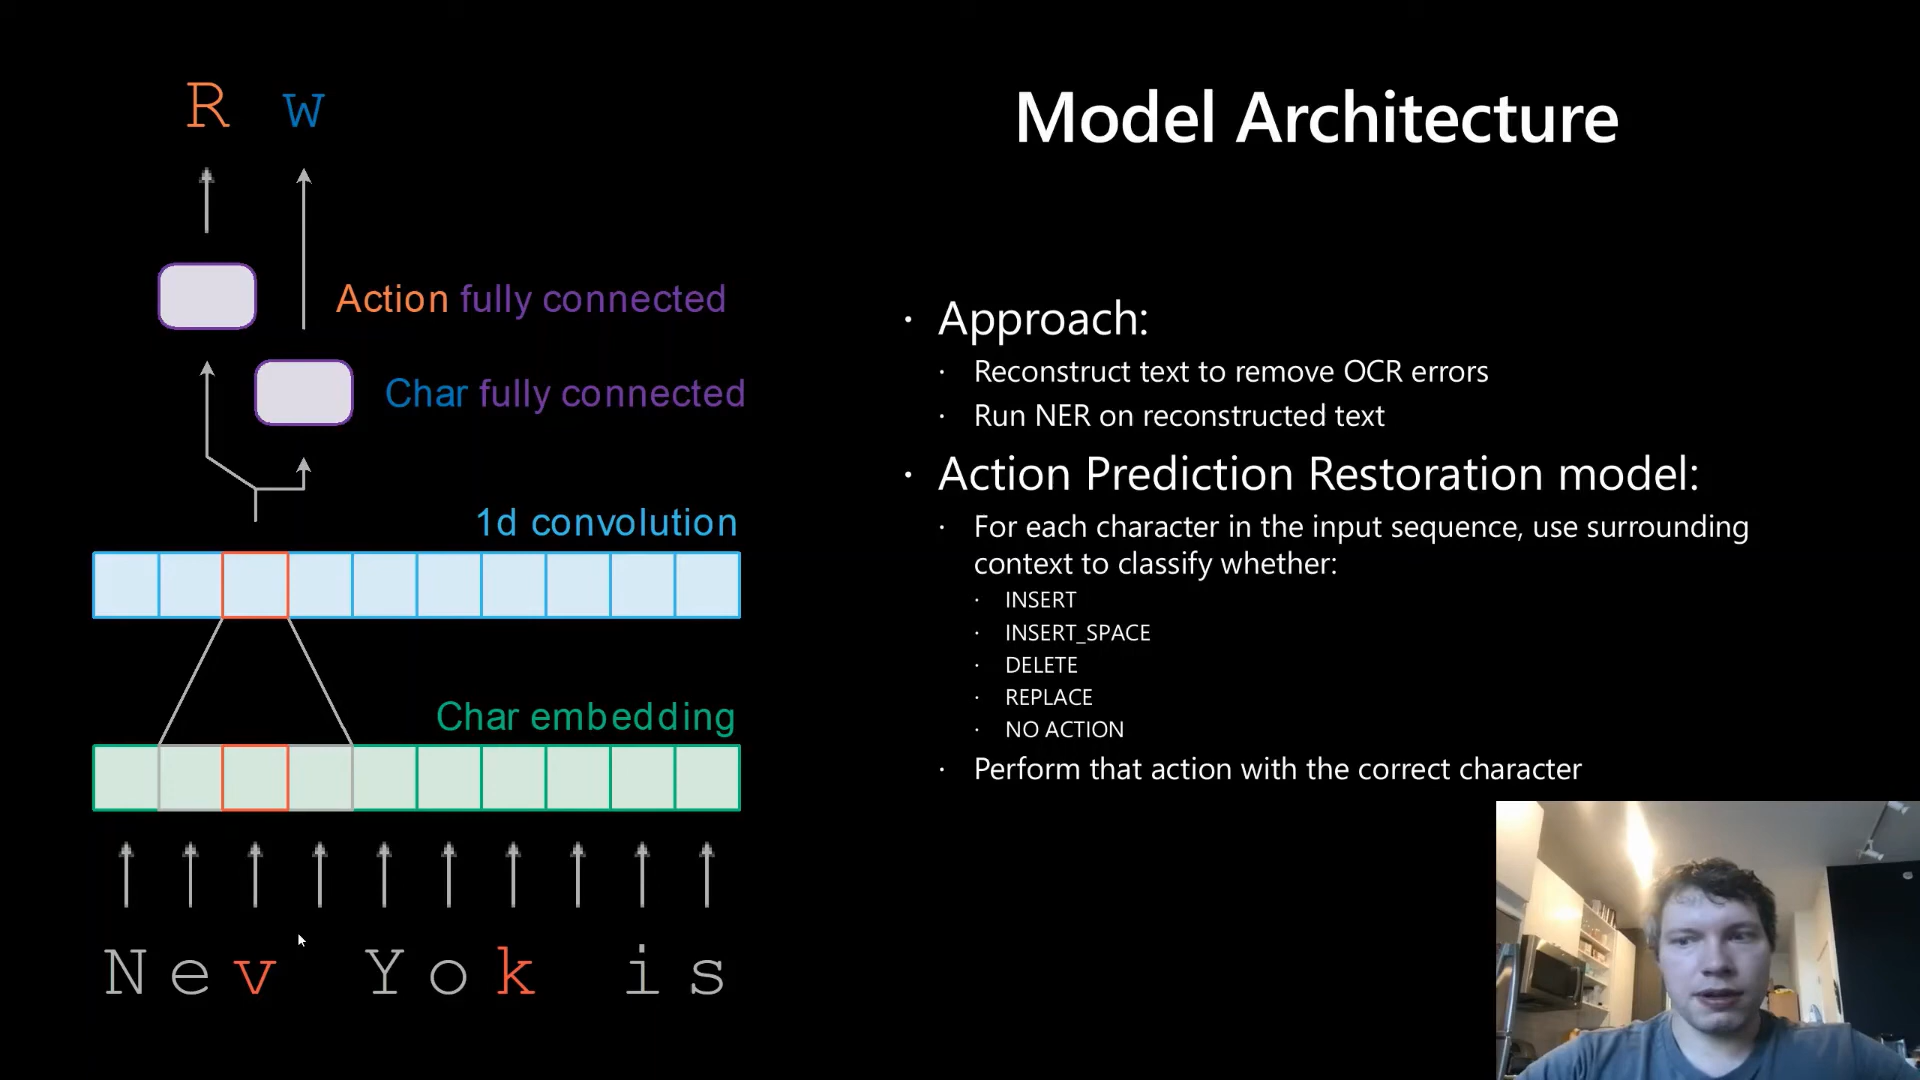 R w
Model Architecture
Action fully connected
Char fully connected
1d convolution
Char embedding
Nev Yok is
· Approach:
· Reconstruct text to remove OCR errors
· Run NER on reconstructed text
· Action Prediction Restoration model:
· For each character in the input sequence, use surrounding
context to classify whether:
· INSERT
· INSERT_SPACE
· DELETE
· REPLACE
· NO ACTION
· Perform that action with the correct character